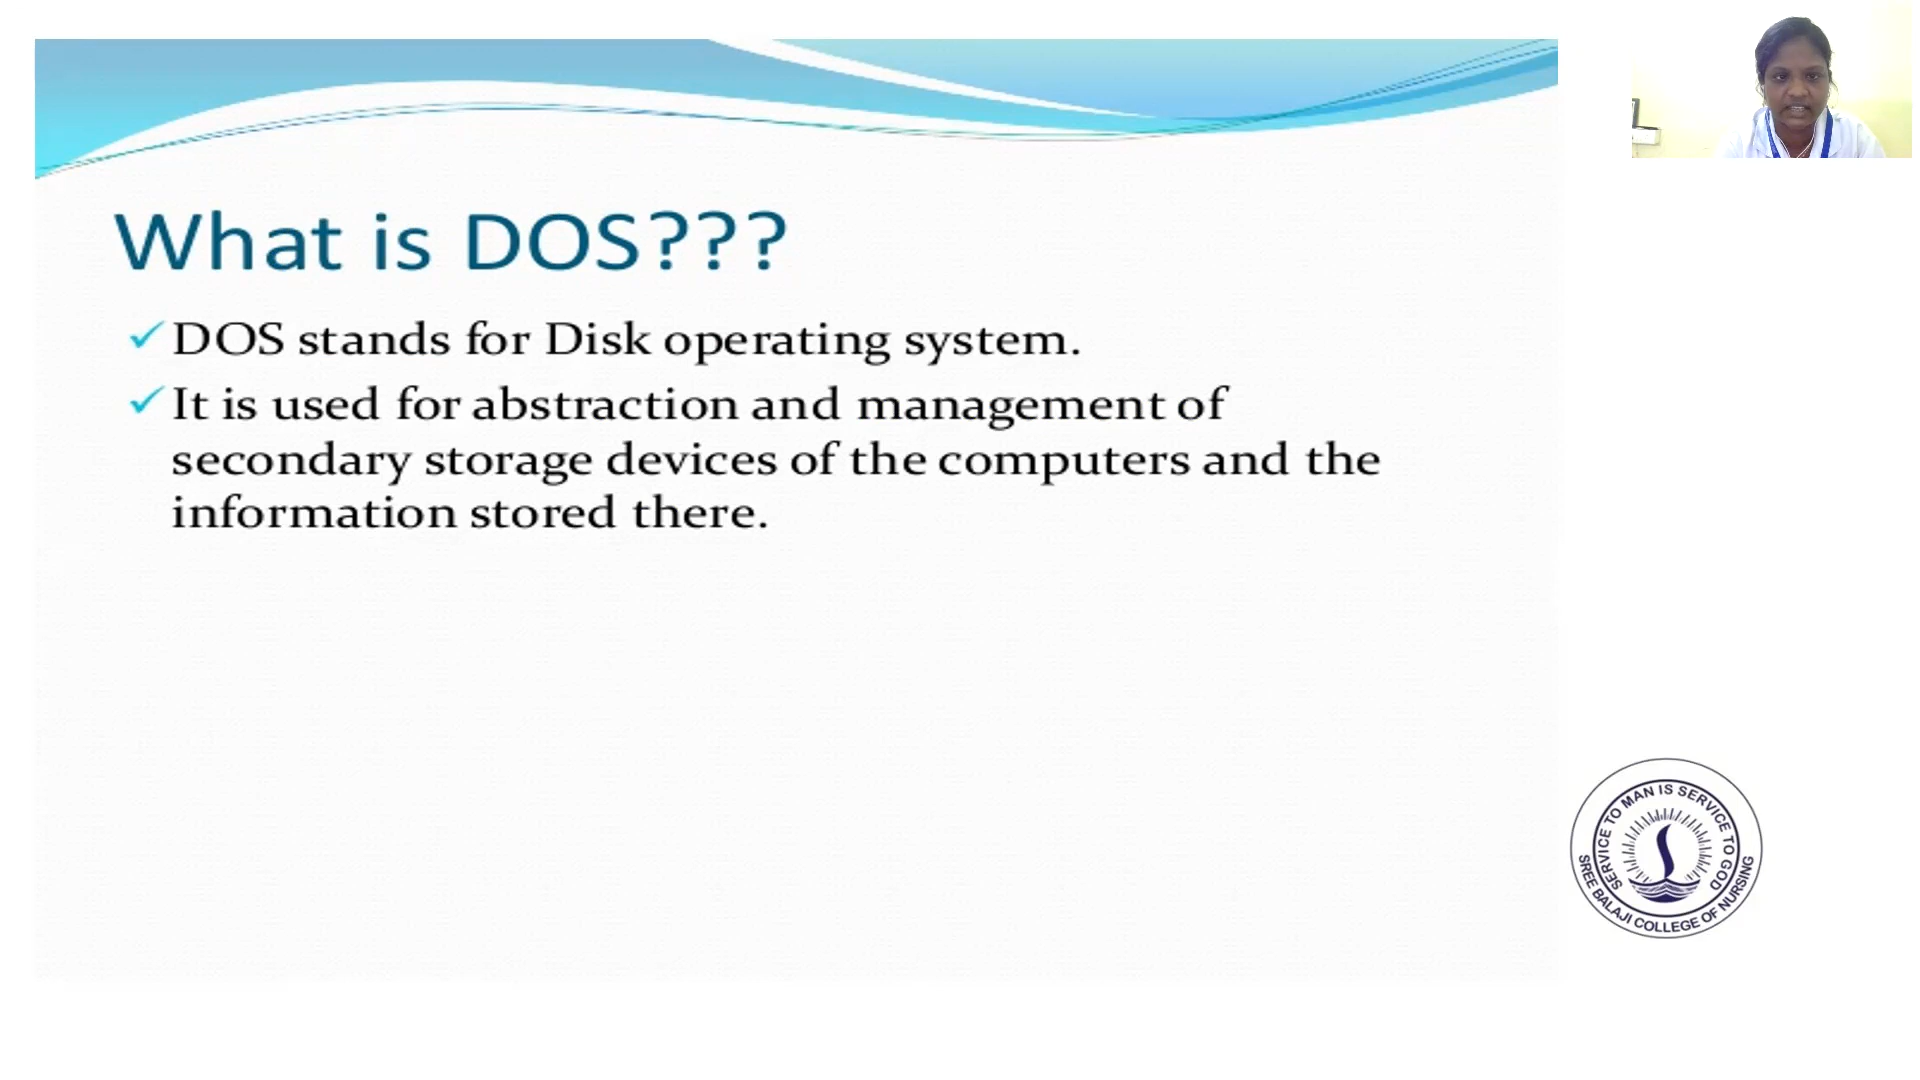 What is DOS???
DOS stands for Disk operating system.
It is used for abstraction and management of
secondary storage devices of the computers and the
information stored there.
SERVICE TO MAN IS SERVICE TO GOD
SREE BALAJI COLLEGE OF NURSING